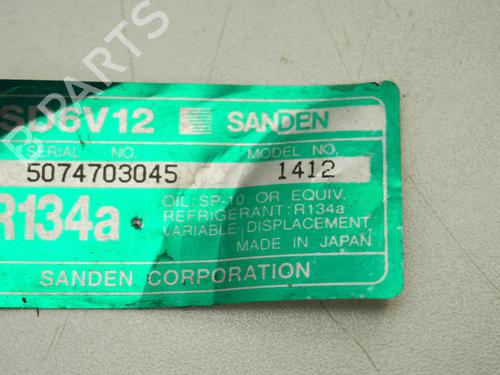 SD6V12 SANDEN
SERIAL NO. MODEL NO.
5074703045 1412
R134a
OIL:SP-10 OR EQUIV.
REFRIGERANT:R134a
VARIABLE DISPLACEMENT
MADE IN JAPAN
SANDEN CORPORATION
B-PARTS